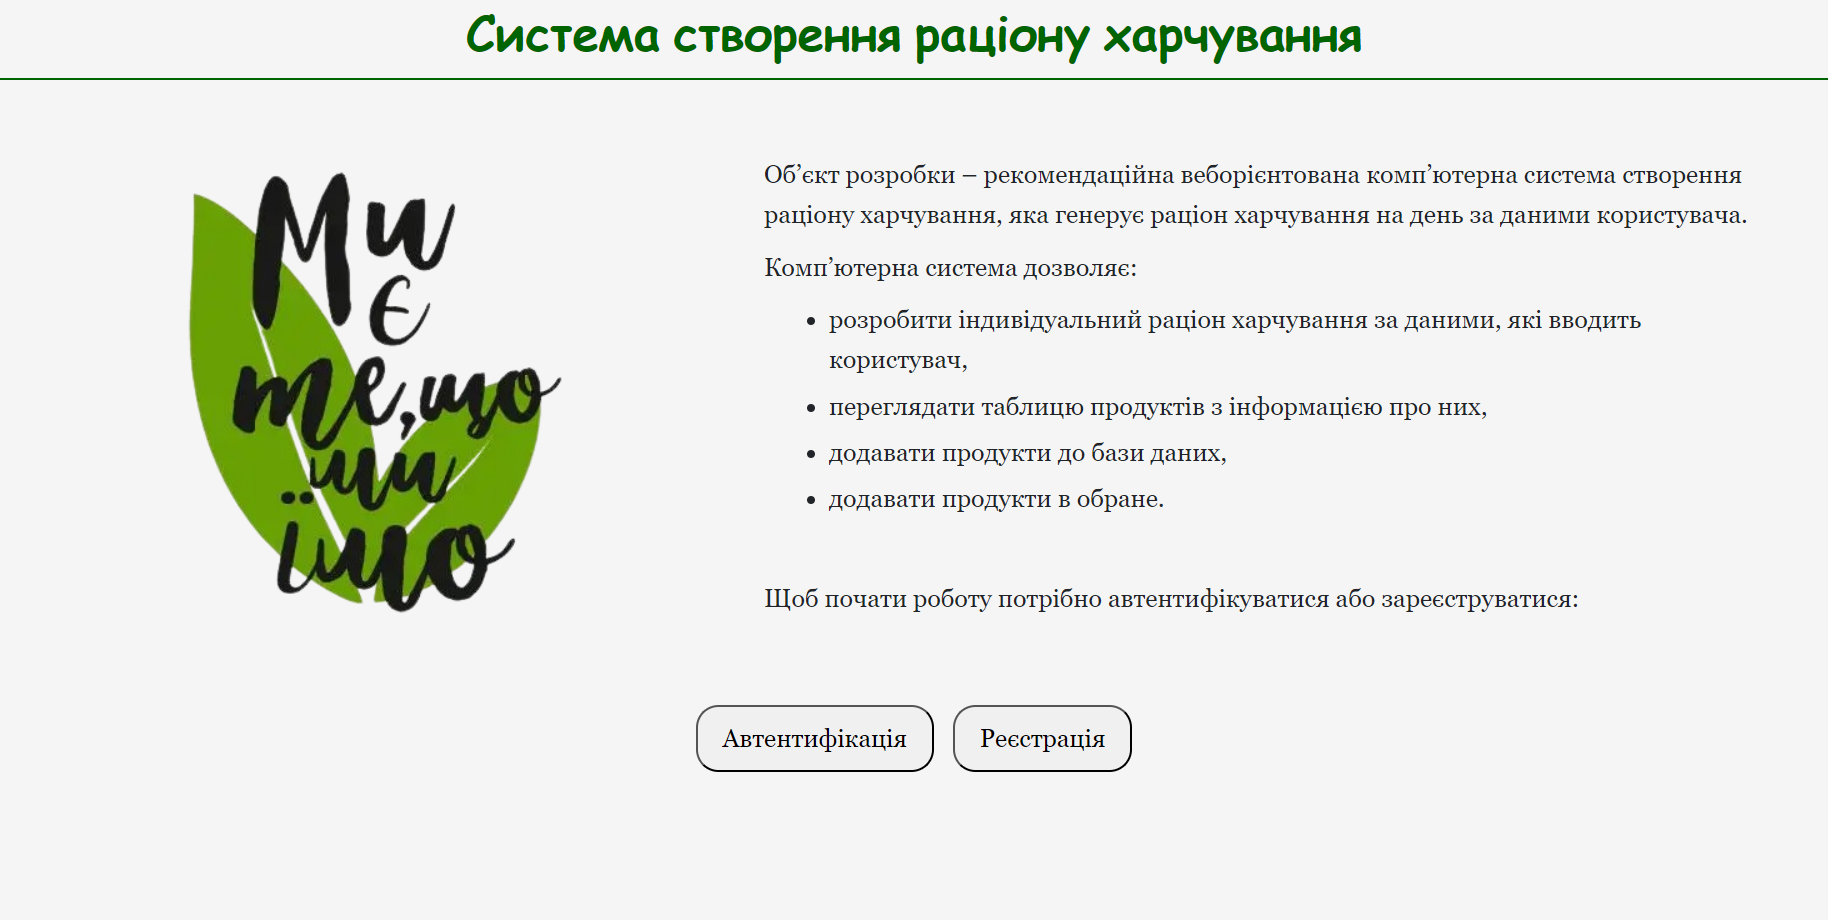 Система створення раціону харчування
Ми
є
те, що
ми
їмо
Об’єкт розробки – рекомендаційна веборієнтована комп’ютерна система створення
раціону харчування, яка генерує раціон харчування на день за даними користувача.
Комп’ютерна система дозволяє:
• розробити індивідуальний раціон харчування за даними, які вводить
користувач,
• переглядати таблицю продуктів з інформацією про них,
• додавати продукти до бази даних,
• додавати продукти в обране.
Щоб почати роботу потрібно автентифікуватися або зареєструватися:
Автентифікація
Реєстрація